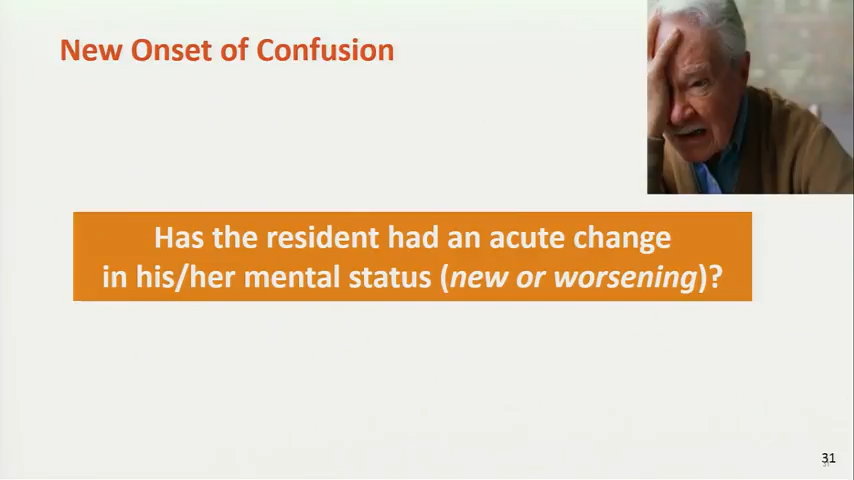 New Onset of Confusion
Has the resident had an acute change
in his/her mental status (new or worsening)?
31